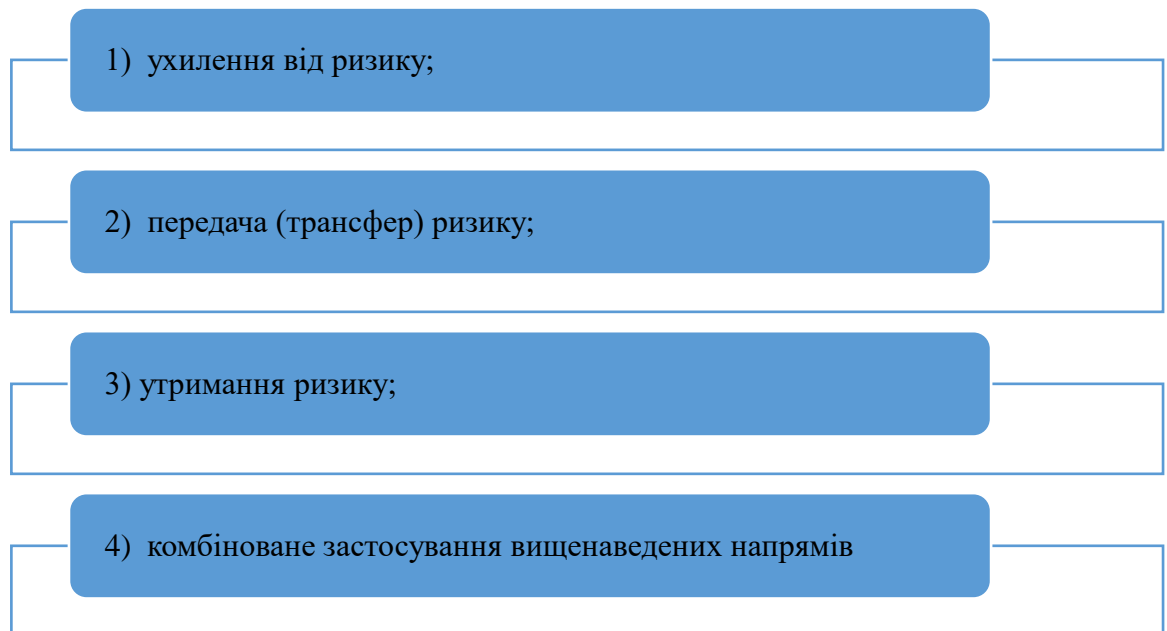 1) ухилення від ризику;
2) передача (трансфер) ризику;
3) утримання ризику;
4) комбіноване застосування вищенаведених напрямів